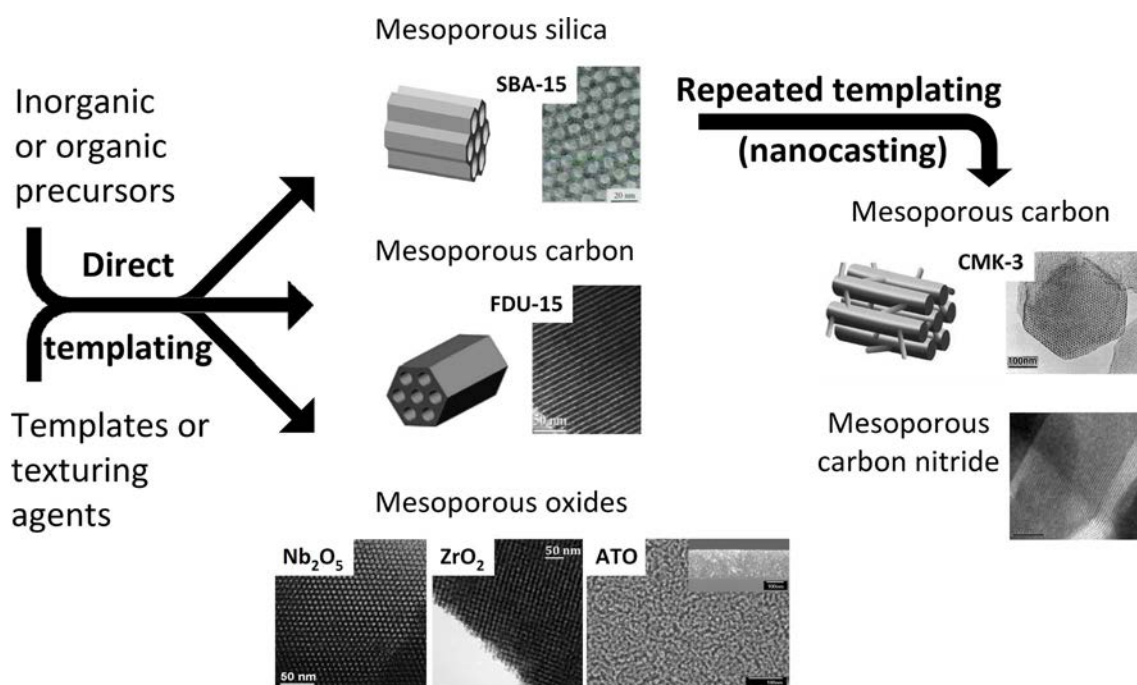 Mesoporous silica
SBA-15
20 nm
Inorganic
or organic
precursors
Direct
templating
Templates or
texturing
agents
Mesoporous carbon
FDU-15
50 nm
Mesoporous oxides
Nb₂O₅
50 nm
ZrO₂
50 nm
ATO
100nm
100nm
Repeated templating
(nanocasting)
Mesoporous carbon
CMK-3
100nm
Mesoporous
carbon nitride